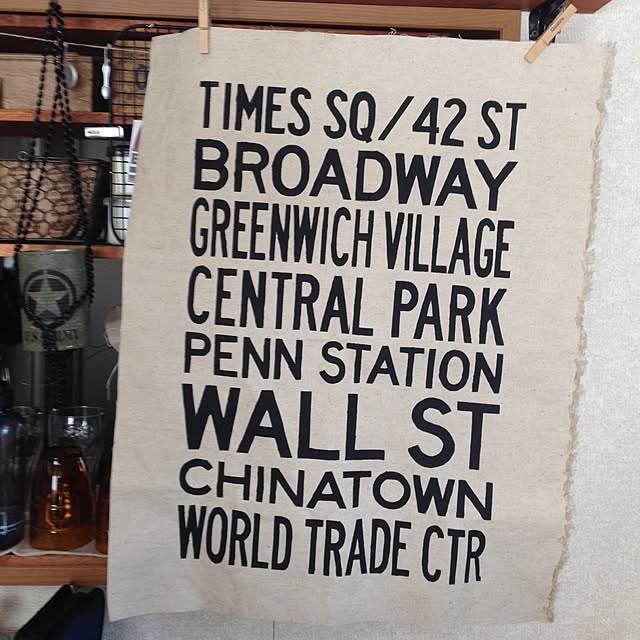 TIMES SQ/42 ST
BROADWAY
GREENWICH VILLAGE
CENTRAL PARK
PENN STATION
WALL ST
CHINATOWN
WORLD TRADE CTR